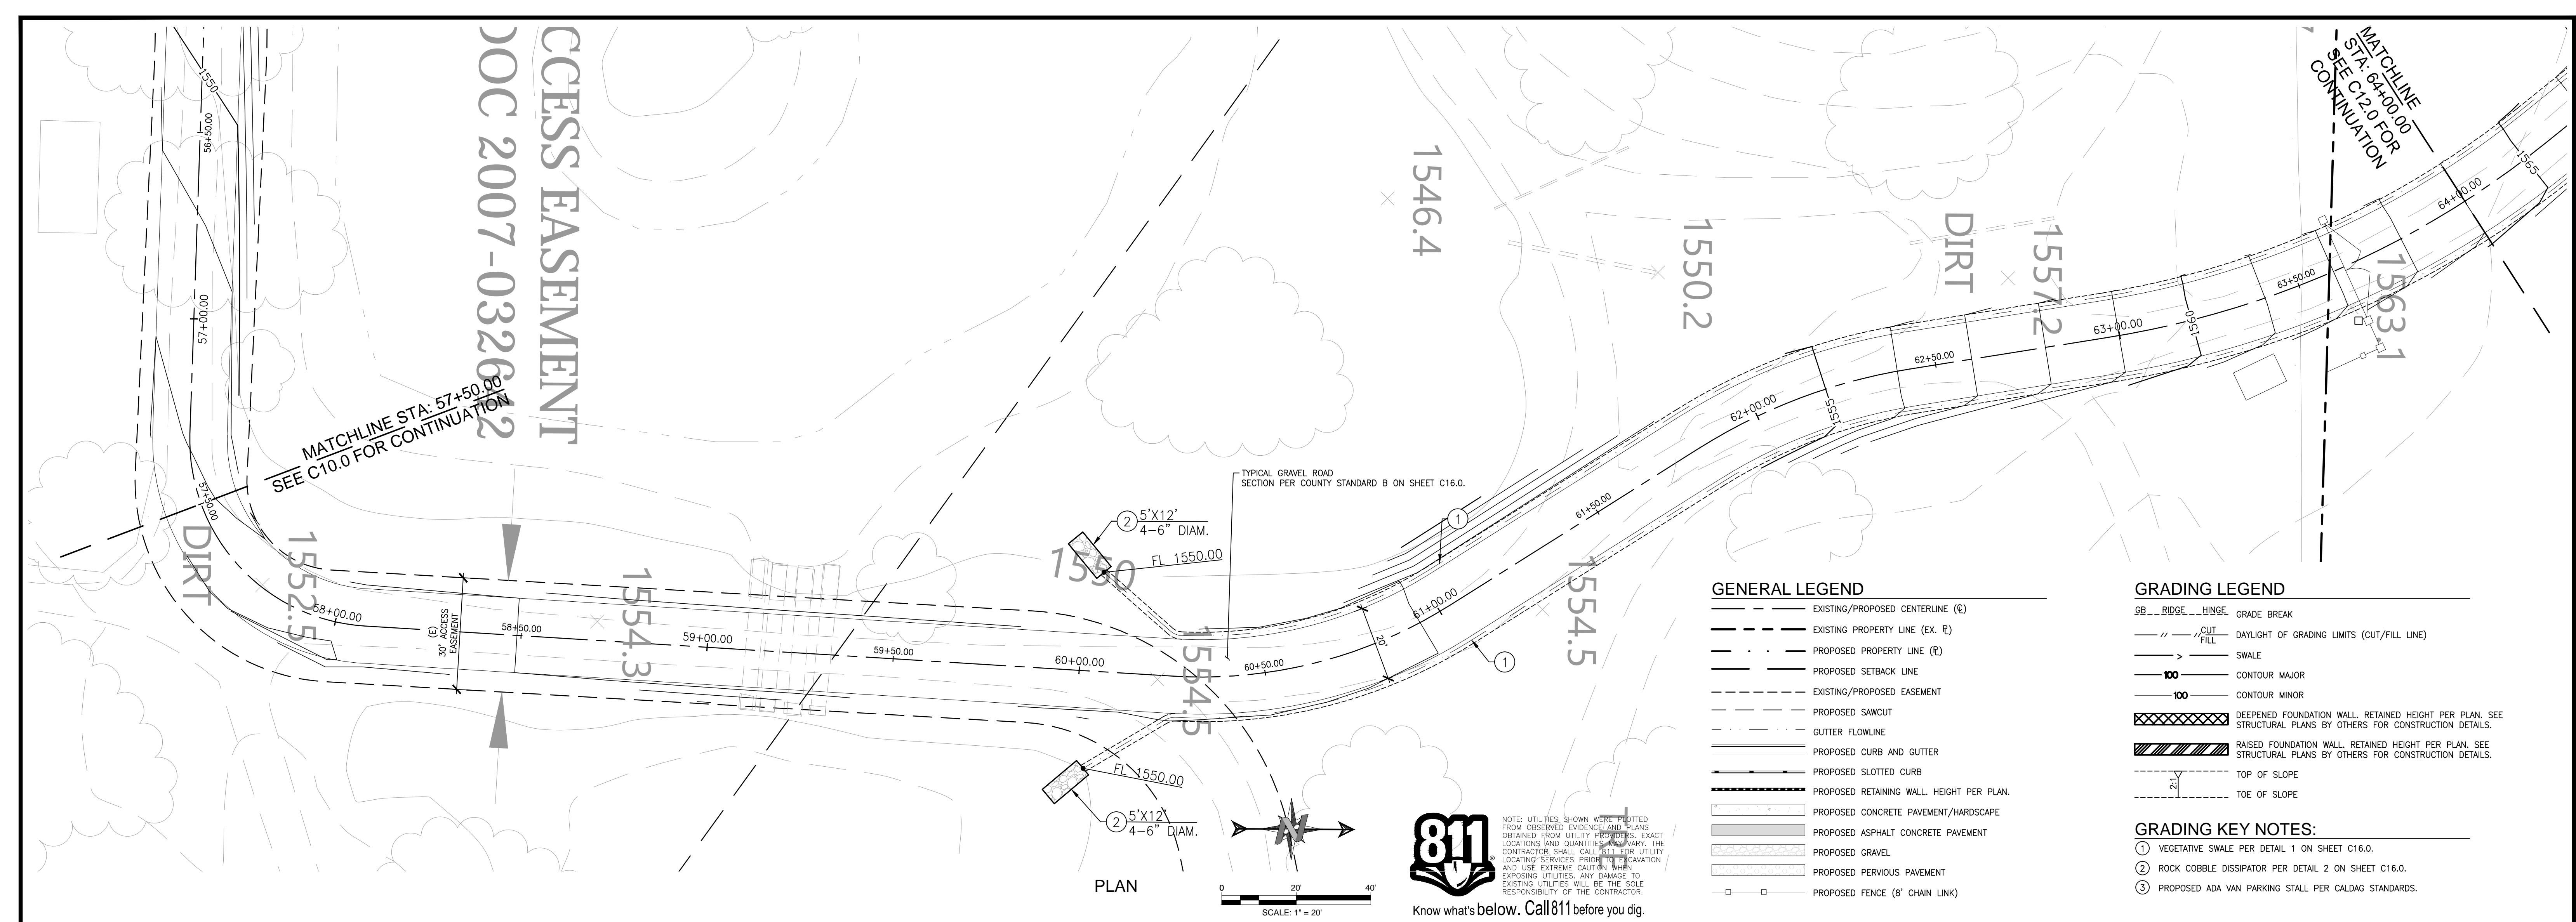 CCESS EASEMENT
DOC 2007-0326
2
1550
56+50.00
57+00.00
57+50.00
MATCHLINE STA: 57+50.00
SEE C10.0 FOR CONTINUATION
DIRT
1552.5
58+00.00
(E)
30' ACCESS
EASEMENT
58+50.00
1554.3
59+00.00
59+50.00
60+00.00
1550
2
5'X12'
4-6" DIAM.
FL 1550.00
TYPICAL GRAVEL ROAD
SECTION PER COUNTY STANDARD B ON SHEET C16.0.
1554.5
60+50.00
FL 1550.00
2
5'X12'
4-6" DIAM.
20'
1
61+00.00
1
61+50.00
1554.5
1546.4
1550.2
62+00.00
1555
62+50.00
DIRT
1557.2
63+00.00
1560
63+50.00
1563.1
64+00.00
1565
MATCHLINE
STA: 64+00.00
SEE C12.0 FOR
CONTINUATION
TRE
N
PLAN
0 20' 40'
SCALE: 1" = 20'
811
®
Know what's below. Call 811 before you dig.
NOTE: UTILITIES SHOWN WERE PLOTTED
FROM OBSERVED EVIDENCE AND PLANS
OBTAINED FROM UTILITY PROVIDERS. EXACT
LOCATIONS AND QUANTITIES MAY VARY. THE
CONTRACTOR SHALL CALL 811 FOR UTILITY
LOCATING SERVICES PRIOR TO EXCAVATION
AND USE EXTREME CAUTION WHEN
EXPOSING UTILITIES. ANY DAMAGE TO
EXISTING UTILITIES WILL BE THE SOLE
RESPONSIBILITY OF THE CONTRACTOR.
GENERAL LEGEND
EXISTING/PROPOSED CENTERLINE (℄)
EXISTING PROPERTY LINE (EX. ⅊)
PROPOSED PROPERTY LINE (⅊)
PROPOSED SETBACK LINE
EXISTING/PROPOSED EASEMENT
PROPOSED SAWCUT
GUTTER FLOWLINE
PROPOSED CURB AND GUTTER
PROPOSED SLOTTED CURB
PROPOSED RETAINING WALL. HEIGHT PER PLAN.
PROPOSED CONCRETE PAVEMENT/HARDSCAPE
PROPOSED ASPHALT CONCRETE PAVEMENT
PROPOSED GRAVEL
PROPOSED PERVIOUS PAVEMENT
PROPOSED FENCE (8' CHAIN LINK)
GRADING LEGEND
GB RIDGE HINGE GRADE BREAK
CUT
FILL
DAYLIGHT OF GRADING LIMITS (CUT/FILL LINE)
SWALE
100 CONTOUR MAJOR
100 CONTOUR MINOR
DEEPENED FOUNDATION WALL. RETAINED HEIGHT PER PLAN. SEE
STRUCTURAL PLANS BY OTHERS FOR CONSTRUCTION DETAILS.
RAISED FOUNDATION WALL. RETAINED HEIGHT PER PLAN. SEE
STRUCTURAL PLANS BY OTHERS FOR CONSTRUCTION DETAILS.
TOP OF SLOPE
2:1
TOE OF SLOPE
GRADING KEY NOTES:
1 VEGETATIVE SWALE PER DETAIL 1 ON SHEET C16.0.
2 ROCK COBBLE DISSIPATOR PER DETAIL 2 ON SHEET C16.0.
3 PROPOSED ADA VAN PARKING STALL PER CALDAG STANDARDS.